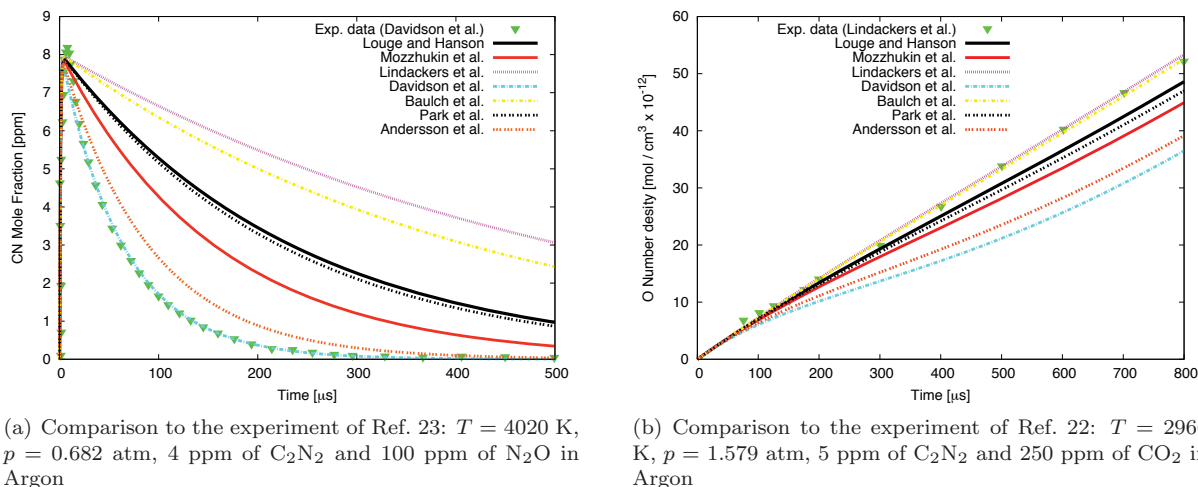 9
8
7
6
5
4
3
2
1
0
CN Mole Fraction [ppm]
0
100
200
300
400
500
Time [μs]
Exp. data (Davidson et al.)
Louge and Hanson
Mozzhukin et al.
Lindackers et al.
Davidson et al.
Baulch et al.
Park et al.
Andersson et al.
(a) Comparison to the experiment of Ref. 23: T = 4020 K,
p = 0.682 atm, 4 ppm of C₂N₂ and 100 ppm of N₂O in
Argon
60
50
40
30
20
10
0
O Number density [mol / cm³ x 10⁻¹²]
0
100
200
300
400
500
600
700
800
Time [μs]
Exp. data (Lindackers et al.)
Louge and Hanson
Mozzhukin et al.
Lindackers et al.
Davidson et al.
Baulch et al.
Park et al.
Andersson et al.
(b) Comparison to the experiment of Ref. 22: T = 296
K, p = 1.579 atm, 5 ppm of C₂N₂ and 250 ppm of CO₂ i
Argon